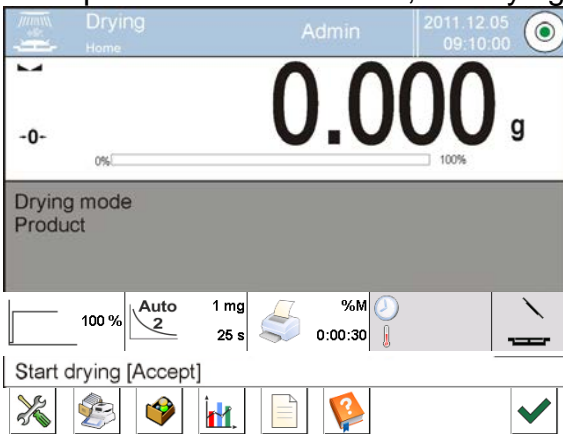 Drying
Home
Admin
2011.12.05
09:10:00
-0-
0.000 g
0% 100%
Drying mode
Product
100 %
Auto
2
1 mg
25 s
%M
0:00:30
Start drying [Accept]